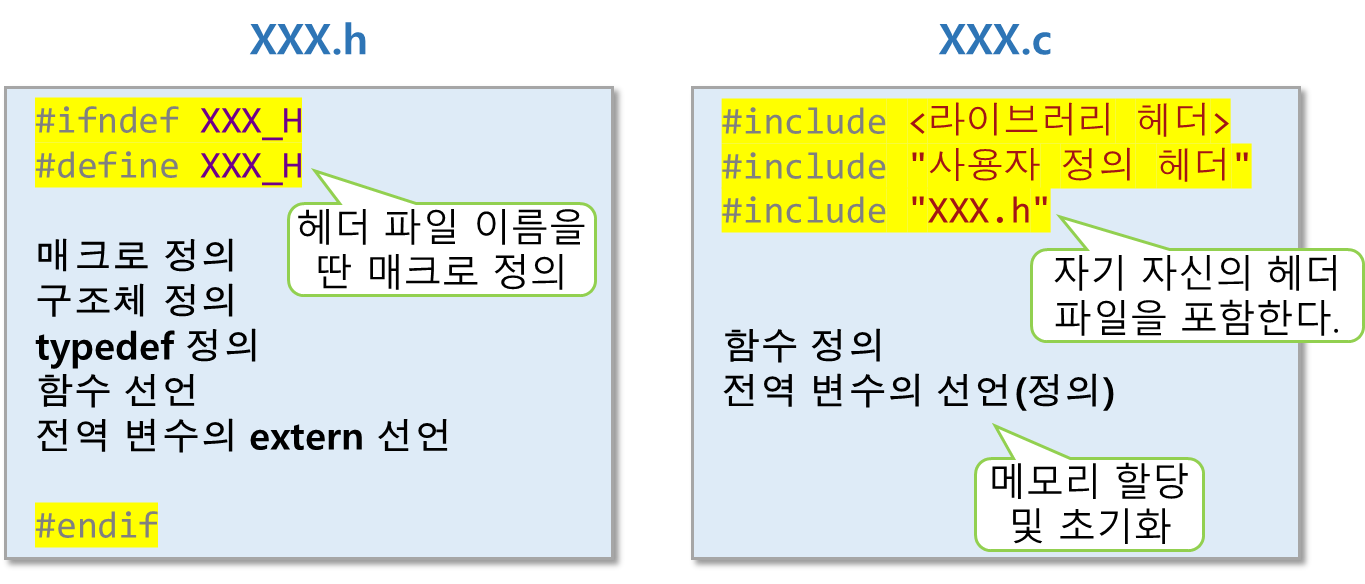 XXX.h
#ifndef XXX_H
#define XXX_H
헤더 파일 이름을
딴 매크로 정의
매크로 정의
구조체 정의
typedef 정의
함수 선언
전역 변수의 extern 선언
#endif
XXX.c
#include <라이브러리 헤더>
#include "사용자 정의 헤더"
#include "XXX.h"
자기 자신의 헤더
파일을 포함한다.
함수 정의
전역 변수의 선언(정의)
메모리 할당
및 초기화